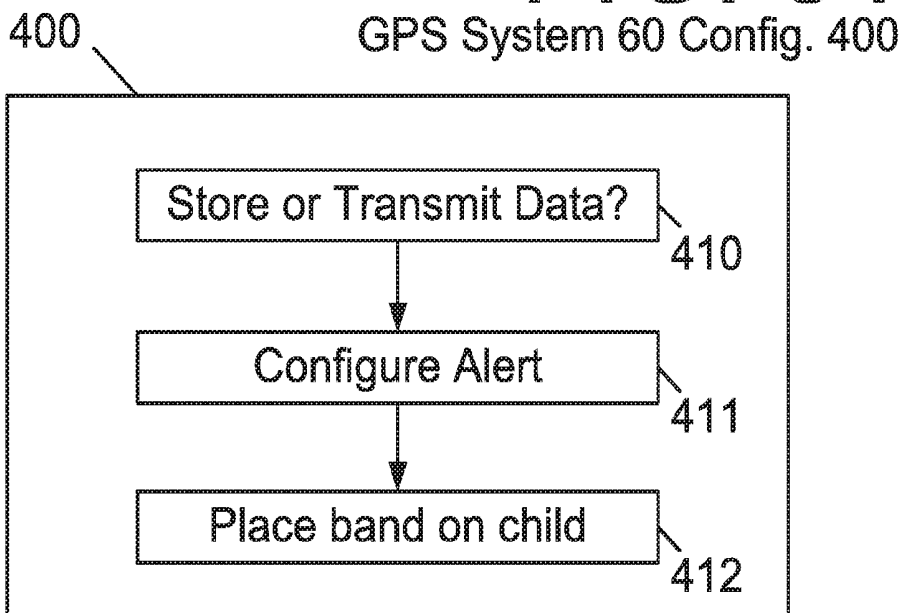 400
GPS System 60 Config. 400
Store or Transmit Data?
410
Configure Alert
411
Place band on child
412